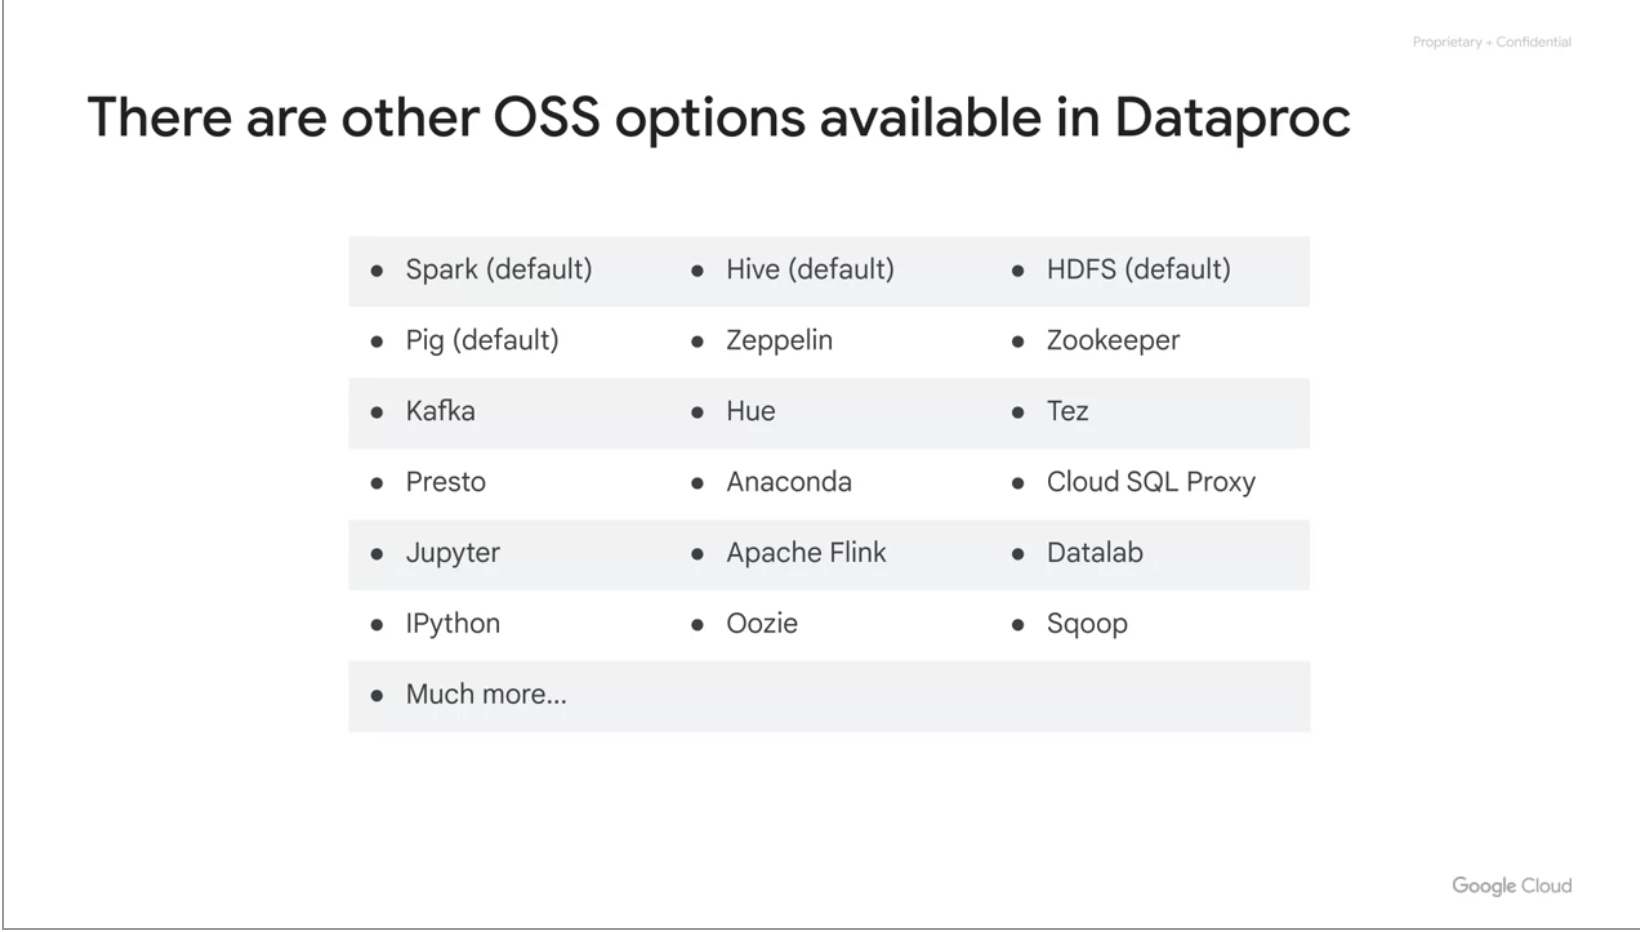 Proprietary + Confidential
There are other OSS options available in Dataproc
• Spark (default) • Hive (default) • HDFS (default)
• Pig (default) • Zeppelin • Zookeeper
• Kafka • Hue • Tez
• Presto • Anaconda • Cloud SQL Proxy
• Jupyter • Apache Flink • Datalab
• IPython • Oozie • Sqoop
• Much more...
Google Cloud